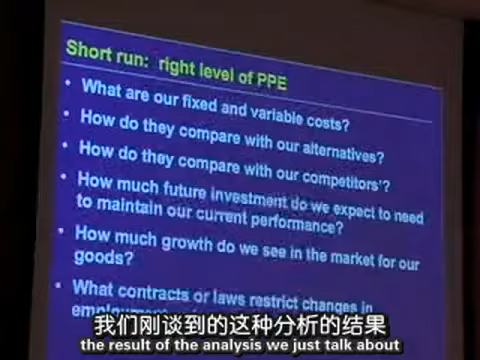 Short run: right level of PPE
• What are our fixed and variable costs?
• How do they compare with our alternatives?
• How do they compare with our competitors'?
• How much future investment do we expect to need
to maintain our current performance?
• How much growth do we see in the market for our
goods?
• What contracts or laws restrict changes in
我们刚谈到的这种分析的结果
the result of the analysis we just talk about